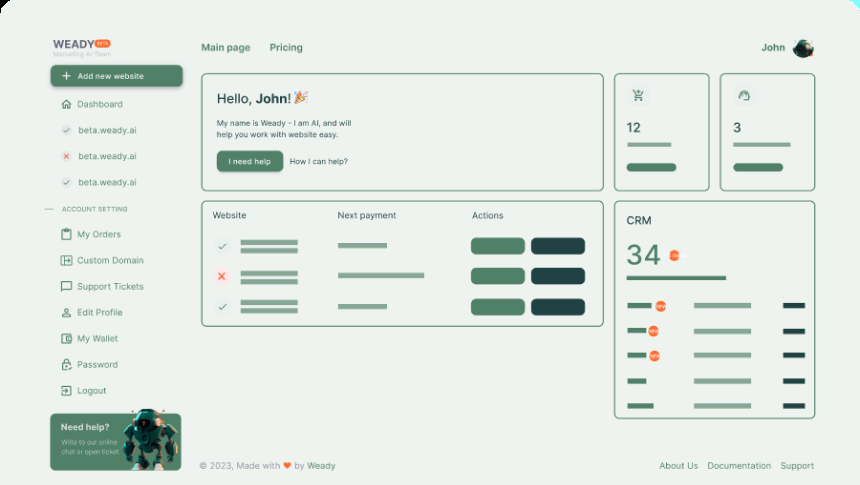 WEADY BETA
Marketing AI-Team
Add new website
Dashboard
beta.weady.ai
beta.weady.ai
beta.weady.ai
ACCOUNT SETTING
My Orders
Custom Domain
Support Tickets
Edit Profile
My Wallet
Password
Logout
Need help?
Write to our online
chat or open ticket
Main page Pricing
John
Hello, John! 🎉
My name is Weady - I am AI, and will
help you work with website easy.
I need help How I can help?
12
3
Website Next payment Actions
CRM
34
NEW
NEW
NEW
© 2023, Made with ❤ by Weady
About Us Documentation Support